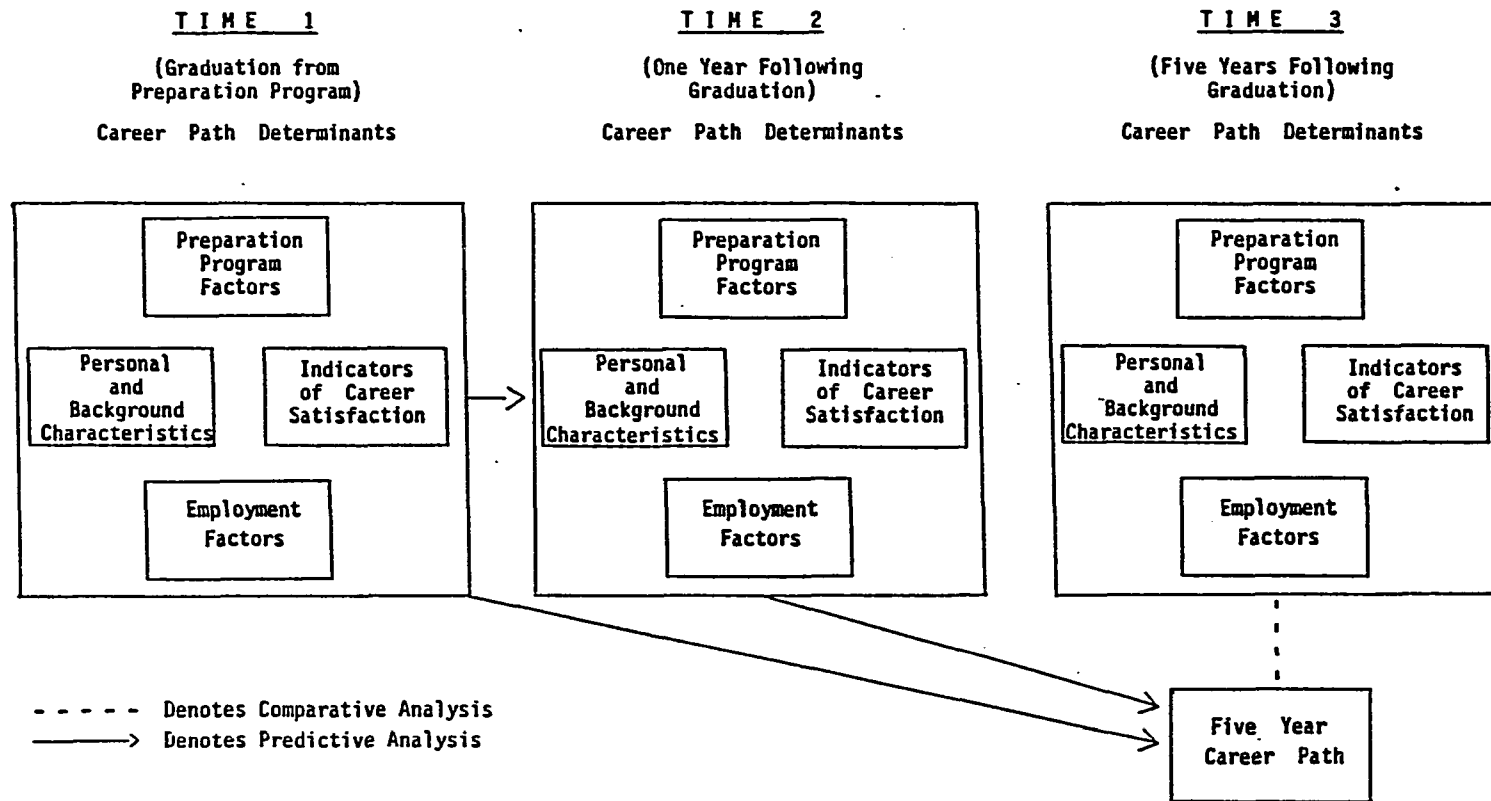 TIME 1
(Graduation from
Preparation Program)
Career Path Determinants
Preparation
Program
Factors
Personal
and
Background
Characteristics
Indicators
of Career
Satisfaction
Employment
Factors
TIME 2
(One Year Following
Graduation)
Career Path Determinants
Preparation
Program
Factors
Personal
and
Background
Characteristics
Indicators
of Career
Satisfaction
Employment
Factors
TIME 3
(Five Years Following
Graduation)
Career Path Determinants
Preparation
Program
Factors
Personal
and
Background
Characteristics
Indicators
of Career
Satisfaction
Employment
Factors
Five Year
Career Path
Denotes Comparative Analysis
Denotes Predictive Analysis